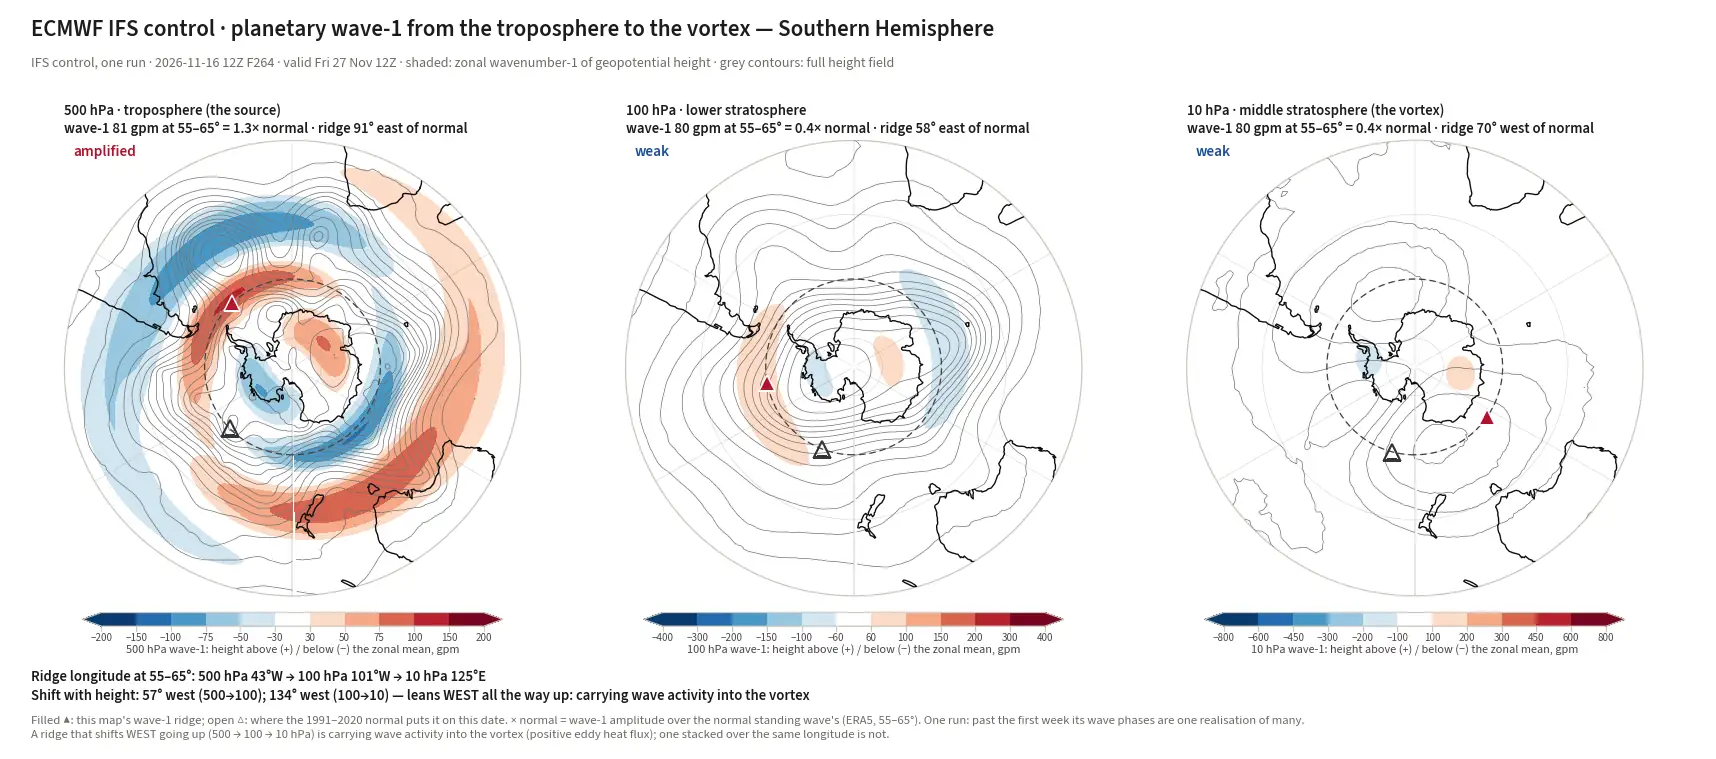 ECMWF IFS control · planetary wave-1 from the troposphere to the vortex — Southern Hemisphere
IFS control, one run · 2026-11-16 12Z F264 · valid Fri 27 Nov 12Z · shaded: zonal wavenumber-1 of geopotential height · grey contours: full height field
500 hPa · troposphere (the source)
wave-1 81 gpm at 55–65° = 1.3× normal · ridge 91° east of normal
amplified
100 hPa · lower stratosphere
wave-1 80 gpm at 55–65° = 0.4× normal · ridge 58° east of normal
weak
10 hPa · middle stratosphere (the vortex)
wave-1 80 gpm at 55–65° = 0.4× normal · ridge 70° west of normal
weak
−200 −150 −100 −75 −50 −30 30 50 75 100 150 200
500 hPa wave-1: height above (+) / below (−) the zonal mean, gpm
−400 −300 −200 −150 −100 −60 60 100 150 200 300 400
100 hPa wave-1: height above (+) / below (−) the zonal mean, gpm
−800 −600 −450 −300 −200 −100 100 200 300 450 600 800
10 hPa wave-1: height above (+) / below (−) the zonal mean, gpm
Ridge longitude at 55–65°: 500 hPa 43°W → 100 hPa 101°W → 10 hPa 125°E
Shift with height: 57° west (500→100); 134° west (100→10) — leans WEST all the way up: carrying wave activity into the vortex
Filled ▲: this map's wave-1 ridge; open △: where the 1991–2020 normal puts it on this date. × normal = wave-1 amplitude over the normal standing wave's (ERA5, 55–65°). One run: past the first week its wave phases are one realisation of many.
A ridge that shifts WEST going up (500 → 100 → 10 hPa) is carrying wave activity into the vortex (positive eddy heat flux); one stacked over the same longitude is not.